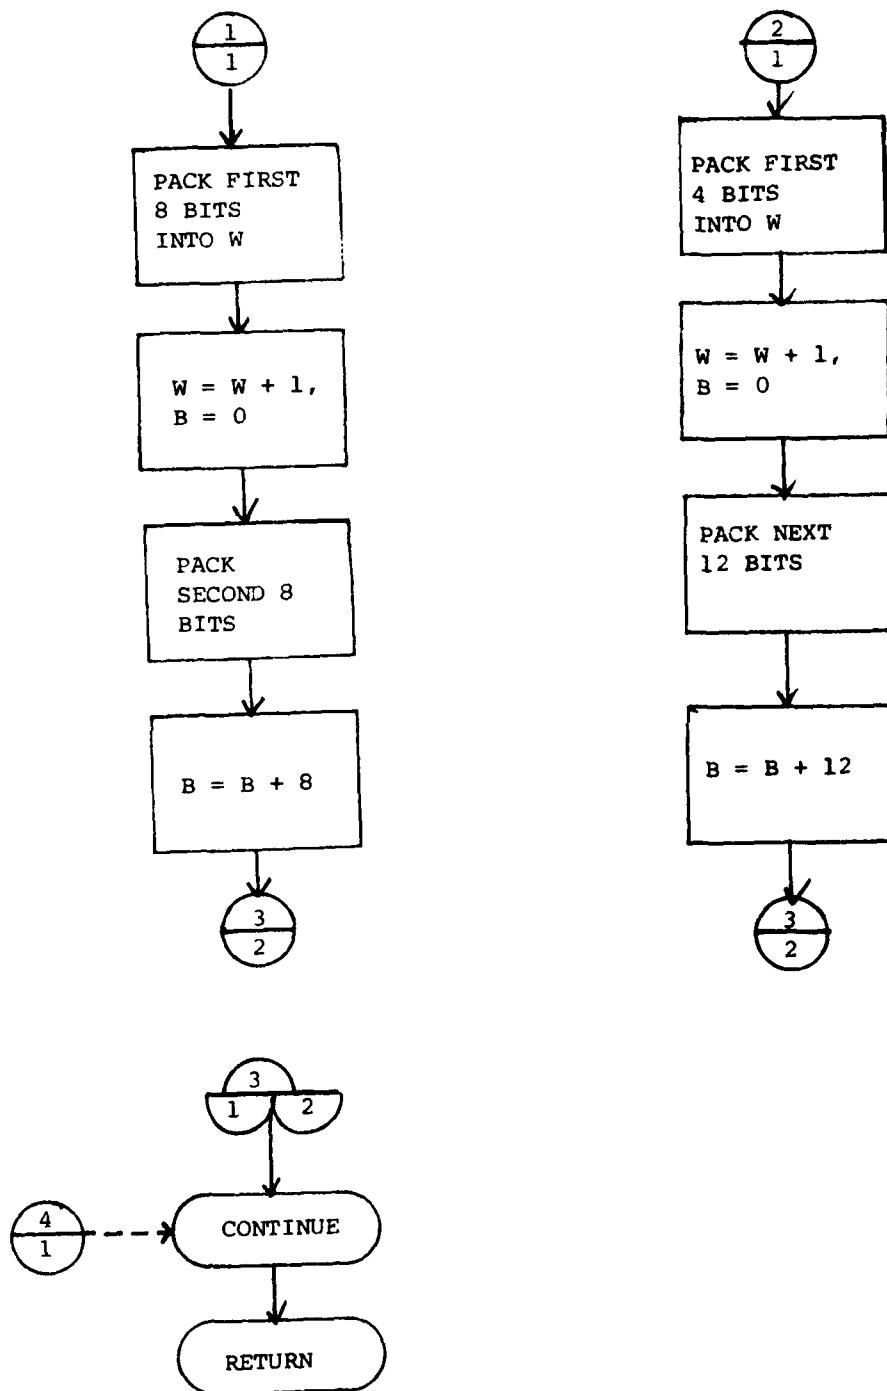 1
1
PACK FIRST
8 BITS
INTO W
W = W + 1,
B = 0
PACK
SECOND 8
BITS
B = B + 8
3
2
2
1
PACK FIRST
4 BITS
INTO W
W = W + 1,
B = 0
PACK NEXT
12 BITS
B = B + 12
3
2
3
1 2
4
1
CONTINUE
RETURN